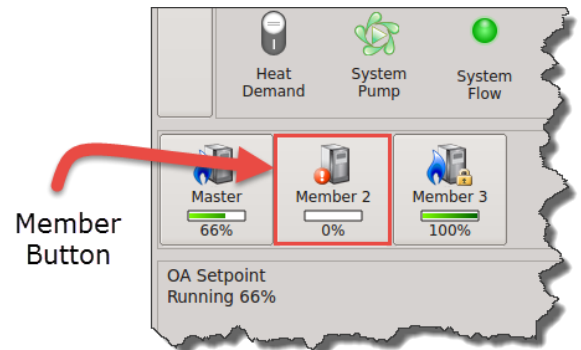 Heat
Demand
System
Pump
System
Flow
Master
66%
Member 2
0%
Member 3
100%
Member
Button
OA Setpoint
Running 66%